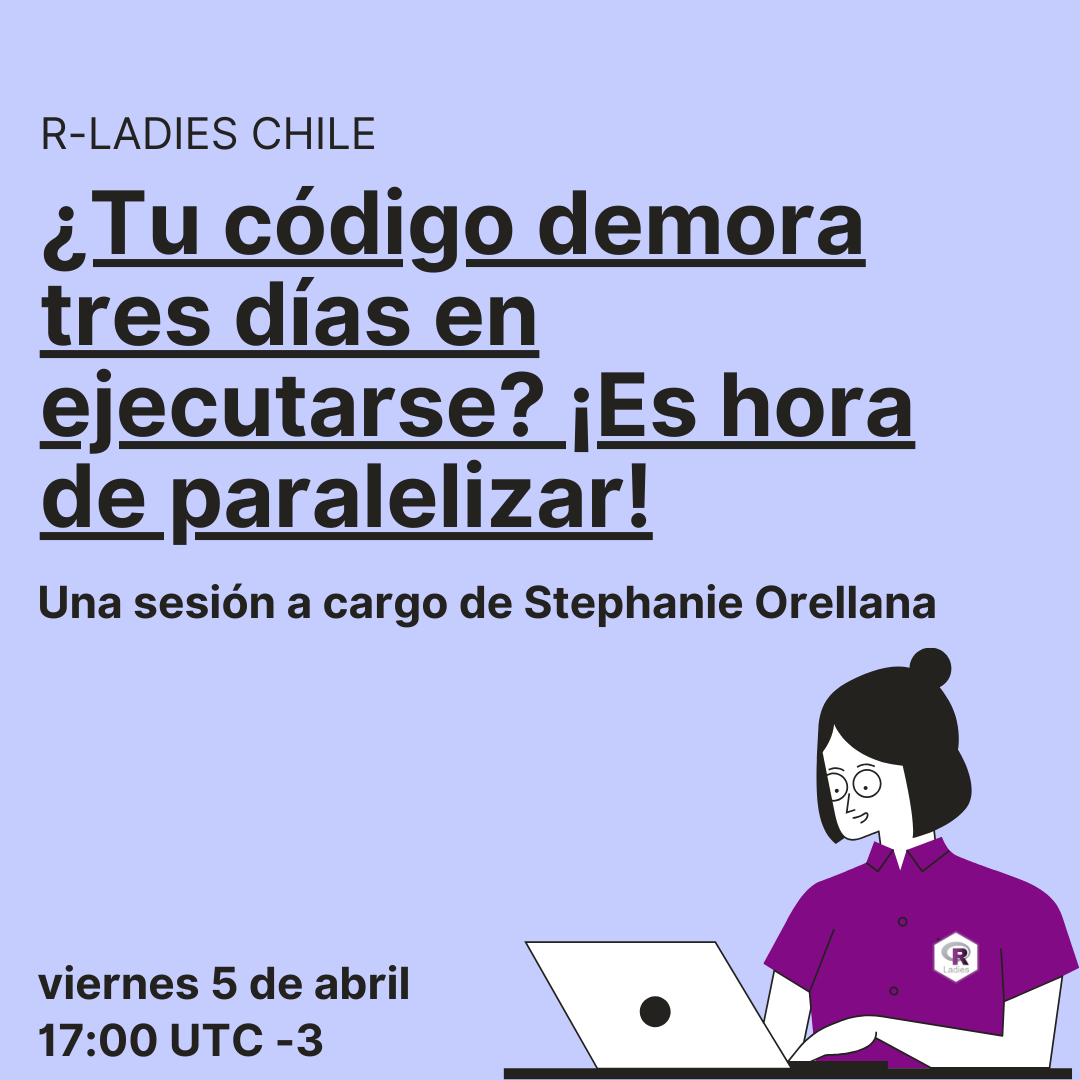 R-LADIES CHILE
¿Tu código demora
tres días en
ejecutarse? ¡Es hora
de paralelizar!
Una sesión a cargo de Stephanie Orellana
R
Ladies
viernes 5 de abril
17:00 UTC -3